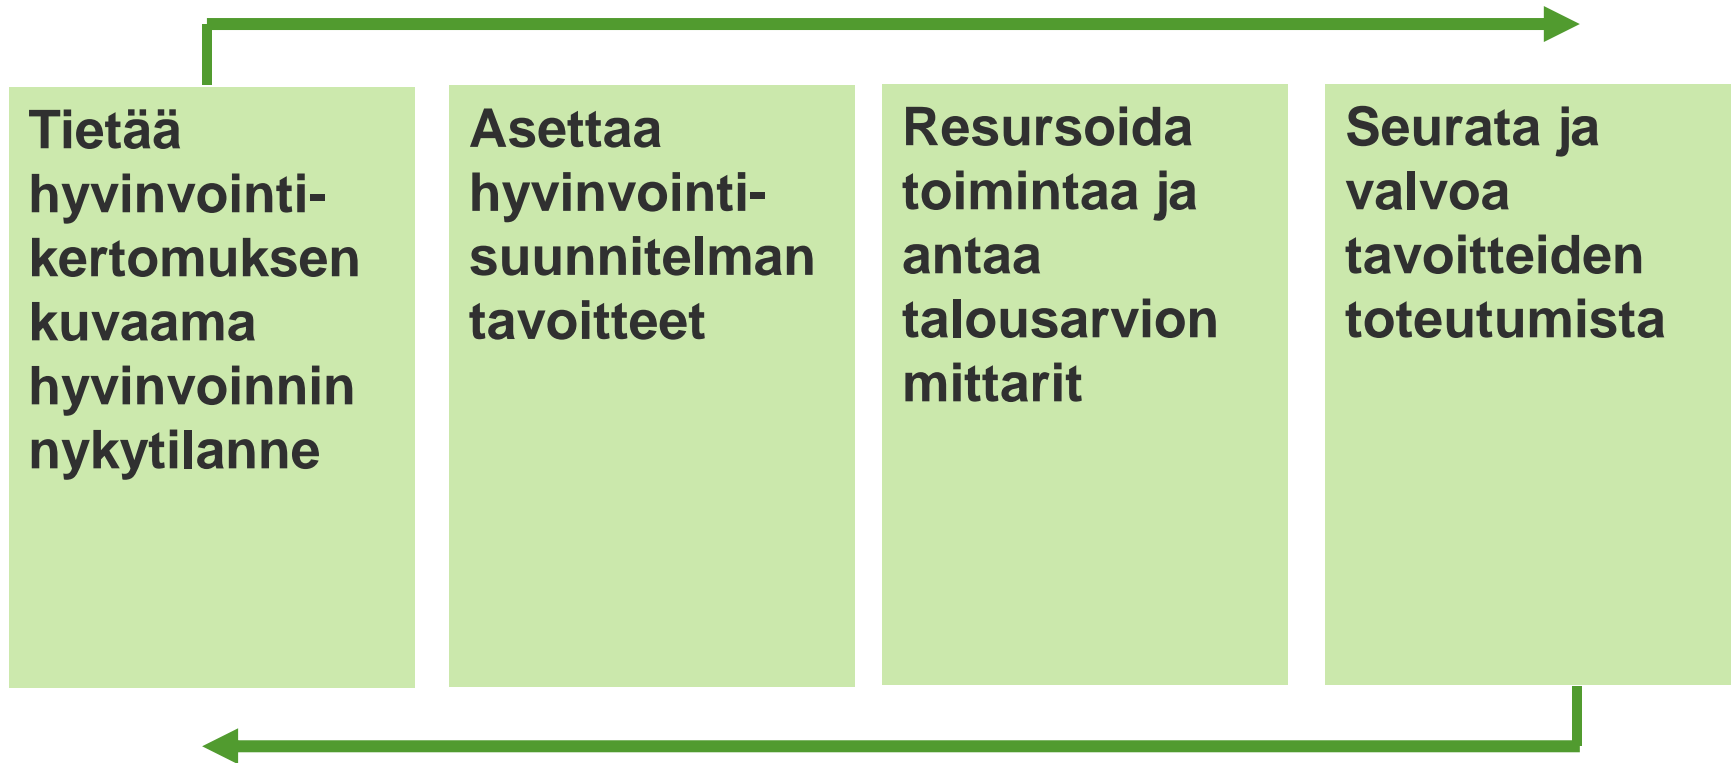 Tietää
hyvinvointi-
kertomuksen
kuvaama
hyvinvoinnin
nykytilanne
Asettaa
hyvinvointi-
suunnitelman
tavoitteet
Resursoida
toimintaa ja
antaa
talousarvion
mittarit
Seurata ja
valvoa
tavoitteiden
toteutumista